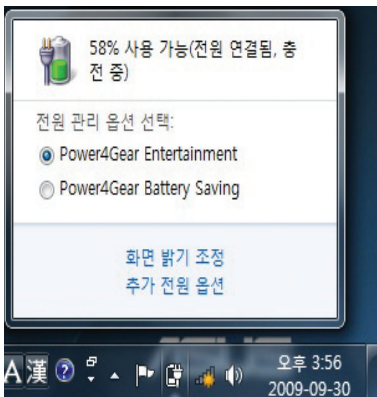 58% 사용 가능(전원 연결됨, 충
전 중)
전원 관리 옵션 선택:
Power4Gear Entertainment
Power4Gear Battery Saving
화면 밝기 조정
추가 전원 옵션
A 漢 ?
오후 3:56
2009-09-30